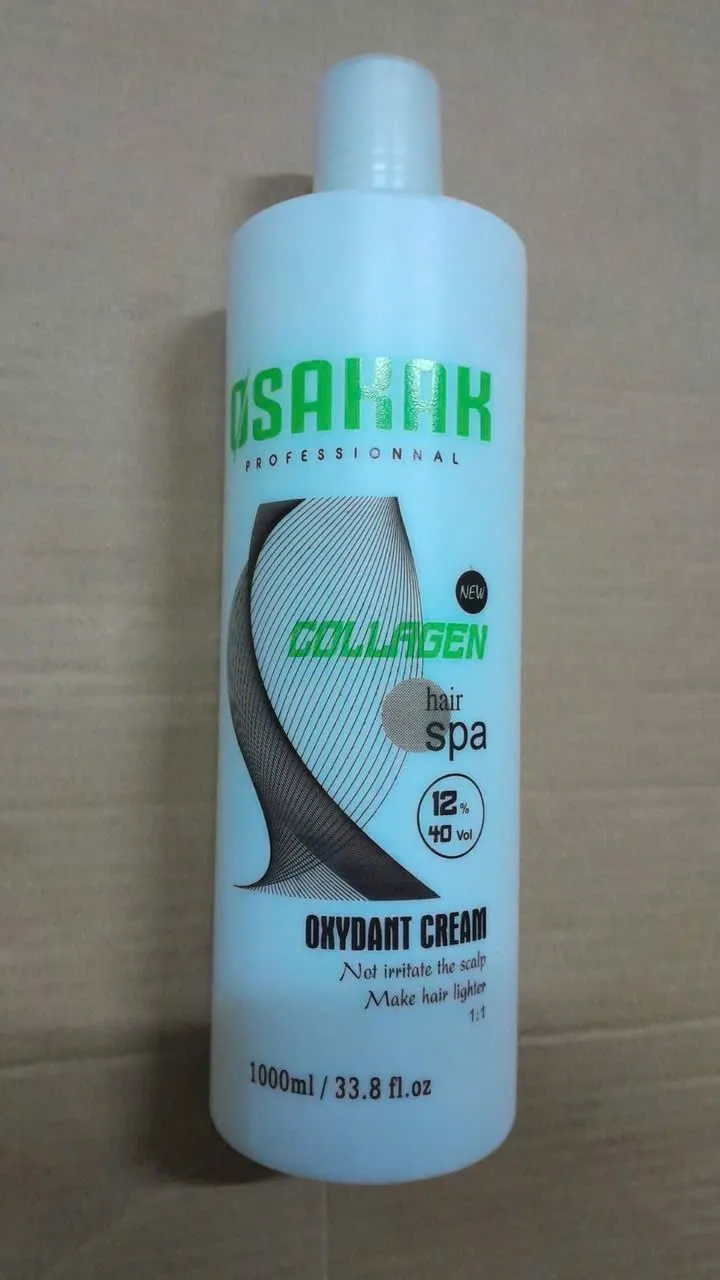 ØSAKAK
PROFESSIONNAL
NEW
COLLAGEN
hair
spa
12%
40 Vol
OXYDANT CREAM
Not irritate the scalp
Make hair lighter
1:1
1000ml / 33.8 fl.oz